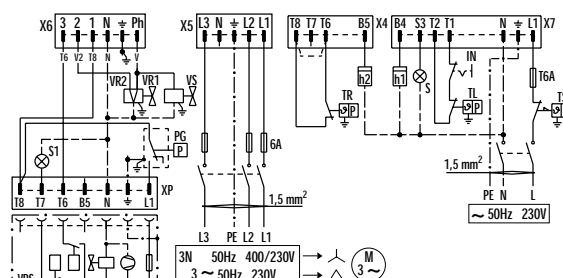 X6 3 2 1 N Ph
X5 L3 N L2 L1
T8 T7 T6 B5 X4
B4 S3 T2 T1 N L1 X7
T6 V2 T8 N V
VR2 VR1 VS
h2 h1 S IN
T6A
TR P
TL P
PG P
S1
6A
1,5 mm²
1,5 mm²
XP
T8 T7 T6 B5 N L1
PE N L
~ 50Hz 230V
L3 PE L2 L1
3N 50Hz 400/230V
3 ~ 50Hz 230V
M
3 ~